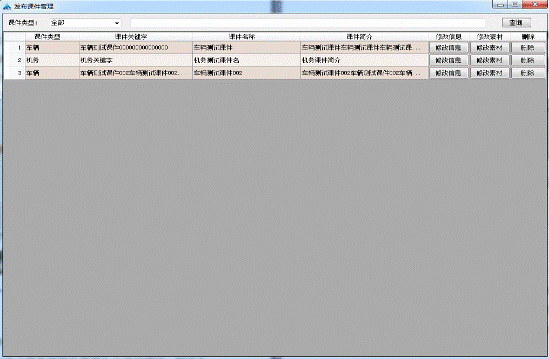 发布课件管理
课件类型： 全部 查询
课件类型 课件关键字 课件名称 课件简介 修改信息 修改素材 删除
1 车辆 车辆测试课件00000000000000 车辆测试课件 车辆测试课件车辆测试课件车辆测试课... 修改信息 修改素材 删除
2 机务 机务关键字 机务测试课件名 机务课件简介 修改信息 修改素材 删除
3 车辆 车辆测试课件002车辆测试课件002. 车辆测试课件002 车辆测试课件002车辆测试课件002车辆... 修改信息 修改素材 删除